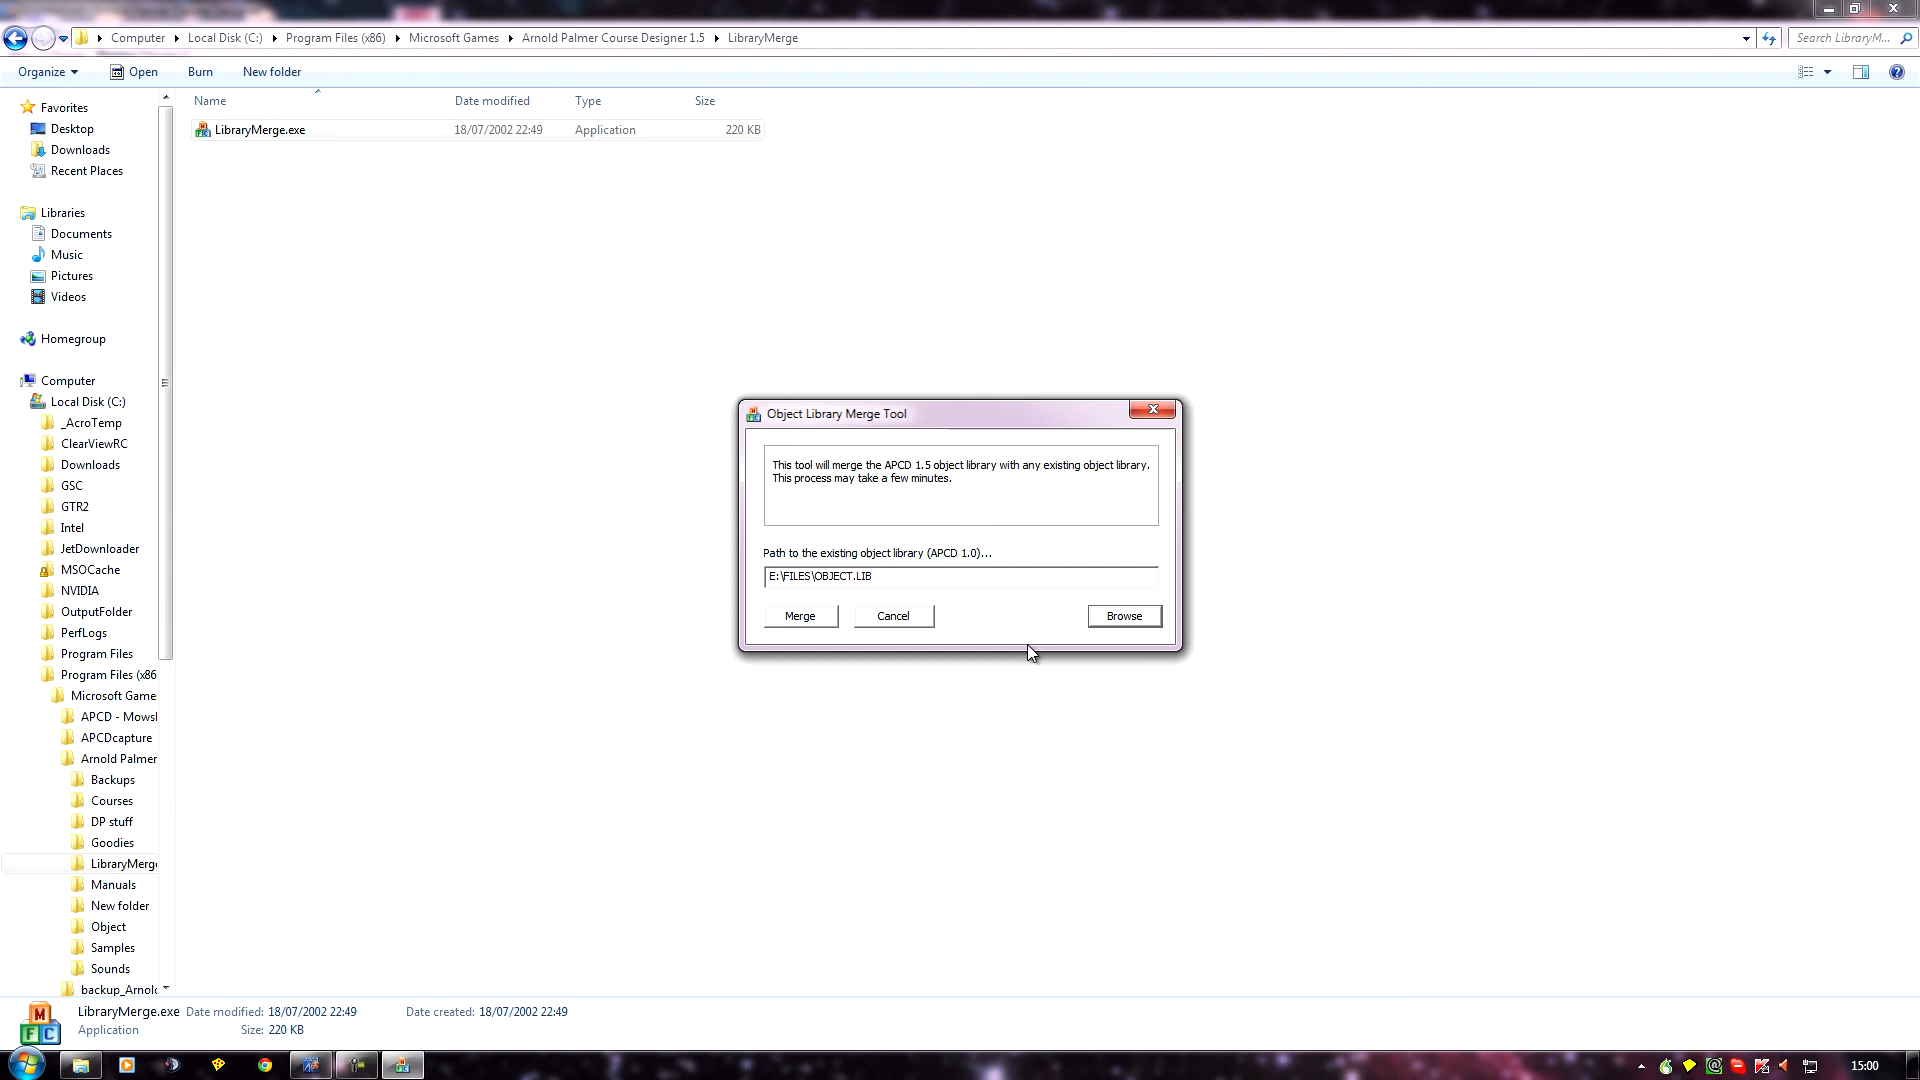 Computer ▸ Local Disk (C:) ▸ Program Files (x86) ▸ Microsoft Games ▸ Arnold Palmer Course Designer 1.5 ▸ LibraryMerge
Search LibraryM...
Organize Open Burn New folder
Name Date modified Type Size
LibraryMerge.exe 18/07/2002 22:49 Application 220 KB
Favorites
Desktop
Downloads
Recent Places
Libraries
Documents
Music
Pictures
Videos
Homegroup
Computer
Local Disk (C:)
_AcroTemp
ClearViewRC
Downloads
GSC
GTR2
Intel
JetDownloader
MSOCache
NVIDIA
OutputFolder
PerfLogs
Program Files
Program Files (x86
Microsoft Game
APCD - Mows
APCDcapture
Arnold Palmer
Backups
Courses
DP stuff
Goodies
LibraryMerge
Manuals
New folder
Object
Samples
Sounds
backup_Arnol
Object Library Merge Tool
This tool will merge the APCD 1.5 object library with any existing object library.
This process may take a few minutes.
Path to the existing object library (APCD 1.0)...
E:\FILES\OBJECT.LIB
Merge Cancel Browse
LibraryMerge.exe Date modified: 18/07/2002 22:49 Date created: 18/07/2002 22:49
Application Size: 220 KB
M
F C
15:00